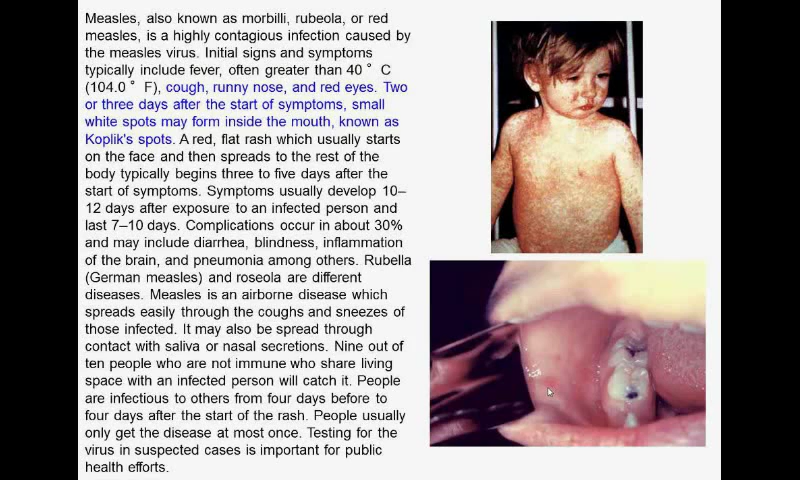 Measles, also known as morbilli, rubeola, or red
measles, is a highly contagious infection caused by
the measles virus. Initial signs and symptoms
typically include fever, often greater than 40 ° C
(104.0 ° F), cough, runny nose, and red eyes. Two
or three days after the start of symptoms, small
white spots may form inside the mouth, known as
Koplik's spots. A red, flat rash which usually starts
on the face and then spreads to the rest of the
body typically begins three to five days after the
start of symptoms. Symptoms usually develop 10–
12 days after exposure to an infected person and
last 7–10 days. Complications occur in about 30%
and may include diarrhea, blindness, inflammation
of the brain, and pneumonia among others. Rubella
(German measles) and roseola are different
diseases. Measles is an airborne disease which
spreads easily through the coughs and sneezes of
those infected. It may also be spread through
contact with saliva or nasal secretions. Nine out of
ten people who are not immune who share living
space with an infected person will catch it. People
are infectious to others from four days before to
four days after the start of the rash. People usually
only get the disease at most once. Testing for the
virus in suspected cases is important for public
health efforts.